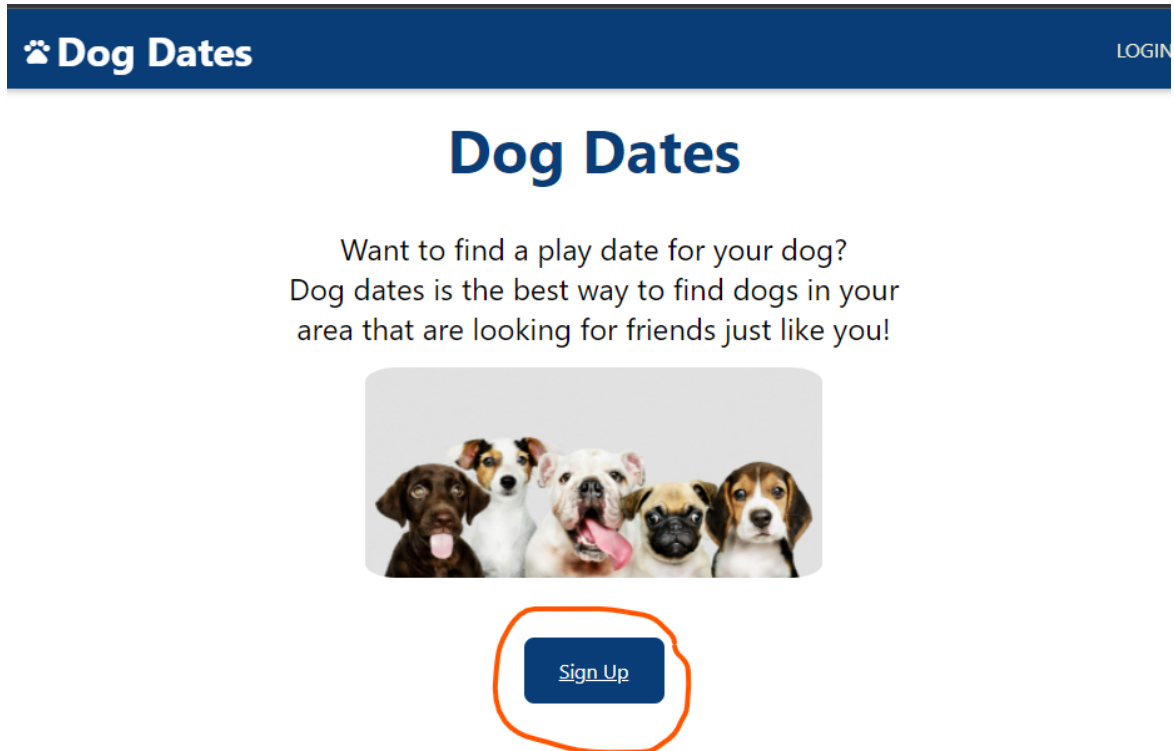 Dog Dates
LOGIN
Dog Dates
Want to find a play date for your dog?
Dog dates is the best way to find dogs in your
area that are looking for friends just like you!
Sign Up